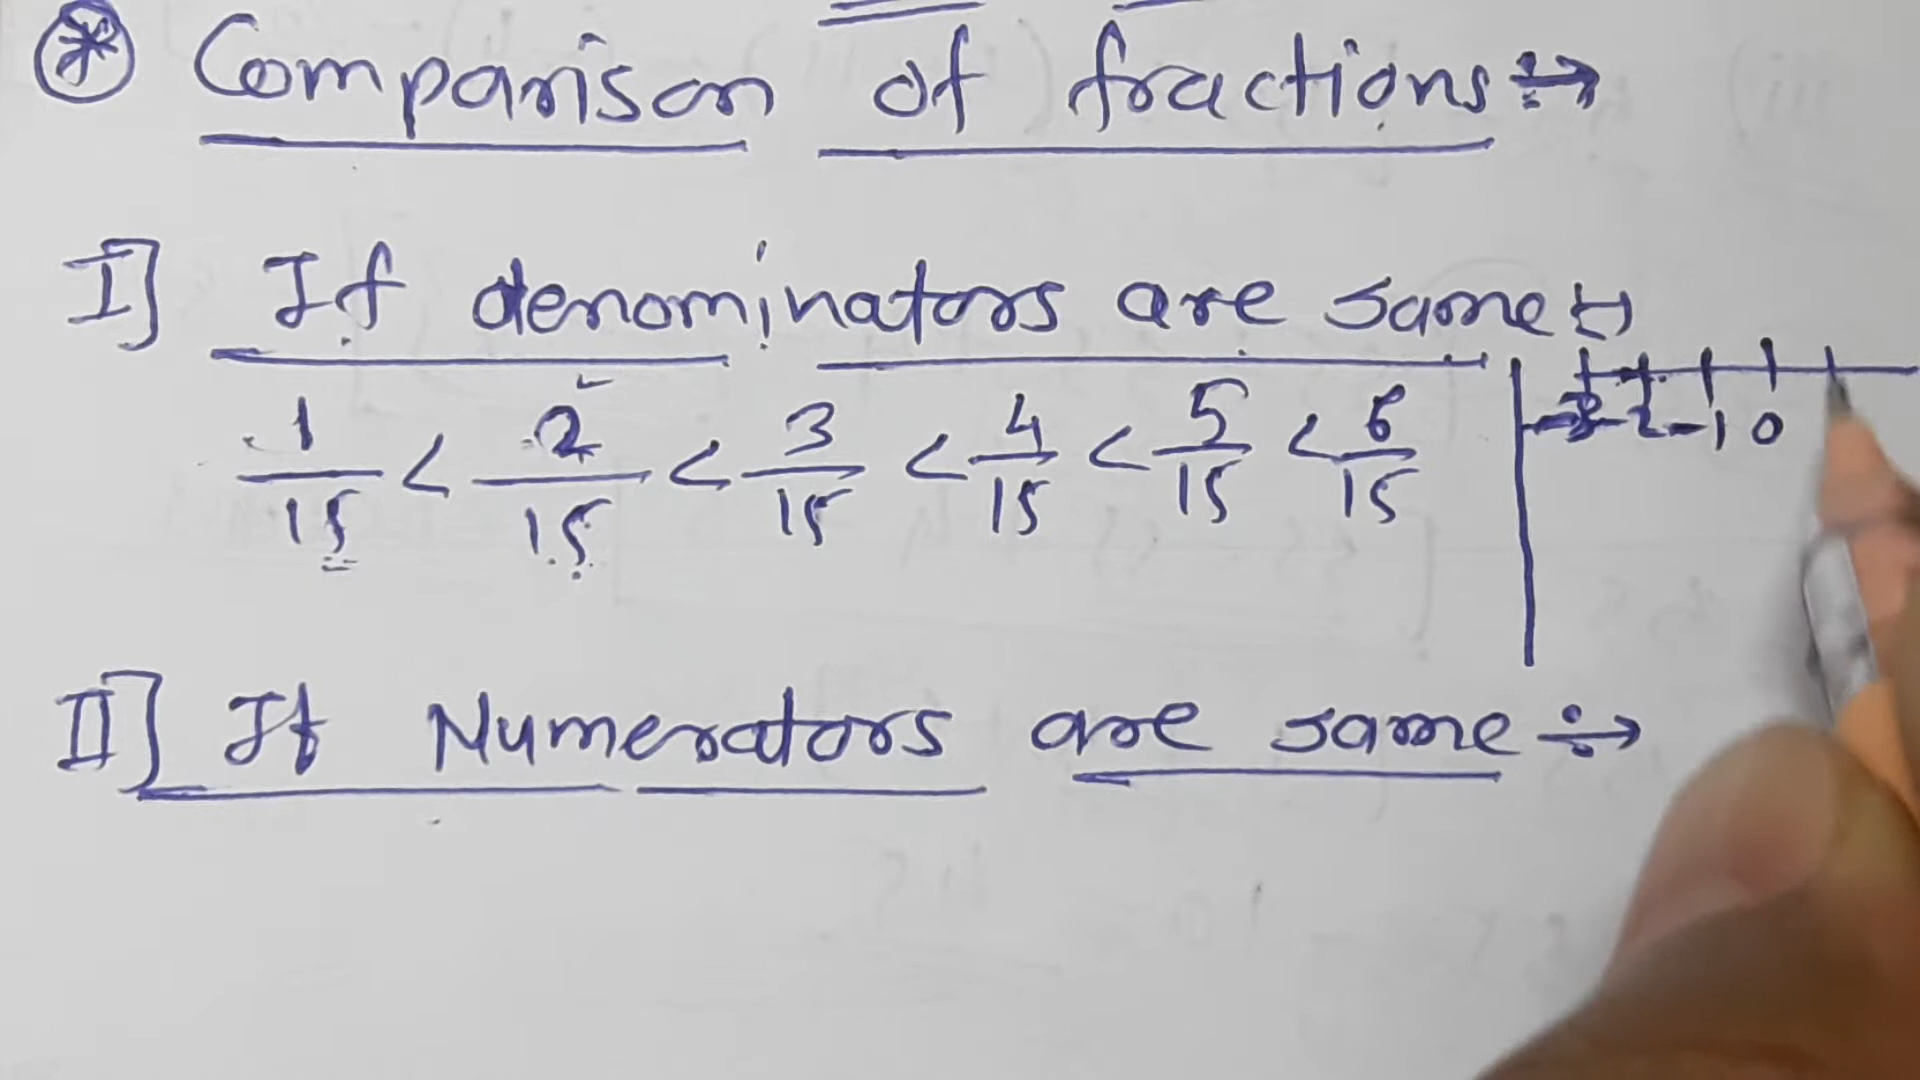 * Comparison of fractions ÷→
I] If denominators are same ÷→
1/15 < 2/15 < 3/15 < 4/15 < 5/15 < 6/15
-3 -2 -1 0
II] If Numerators are same ÷→